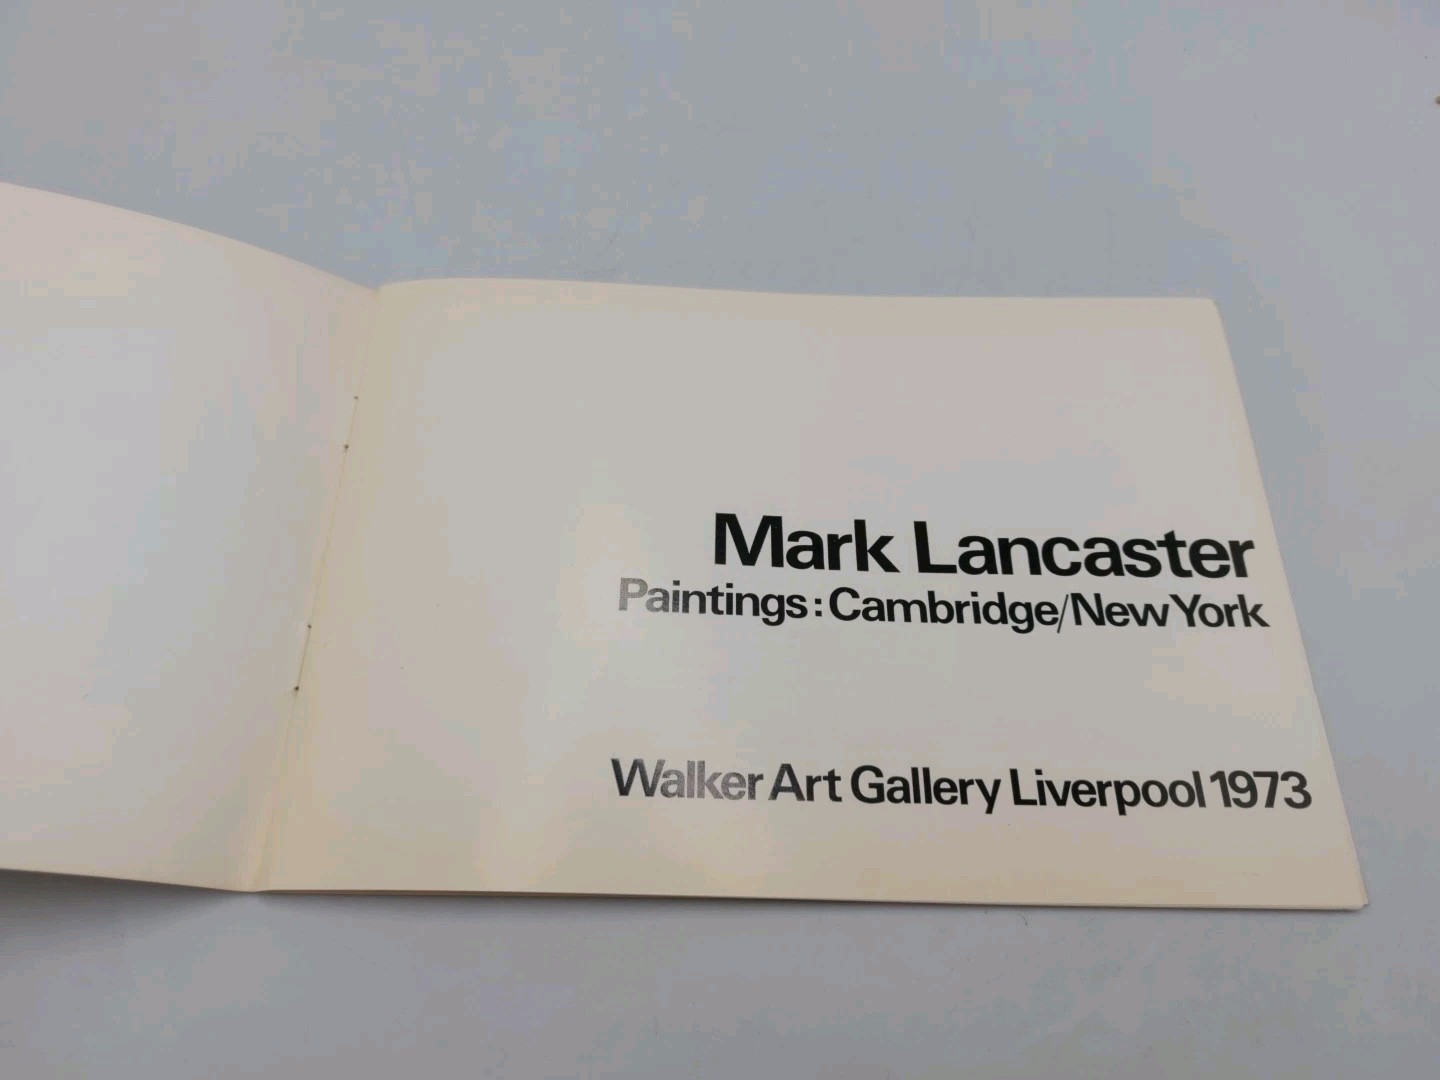 Mark Lancaster
Paintings: Cambridge/New York
Walker Art Gallery Liverpool 1973